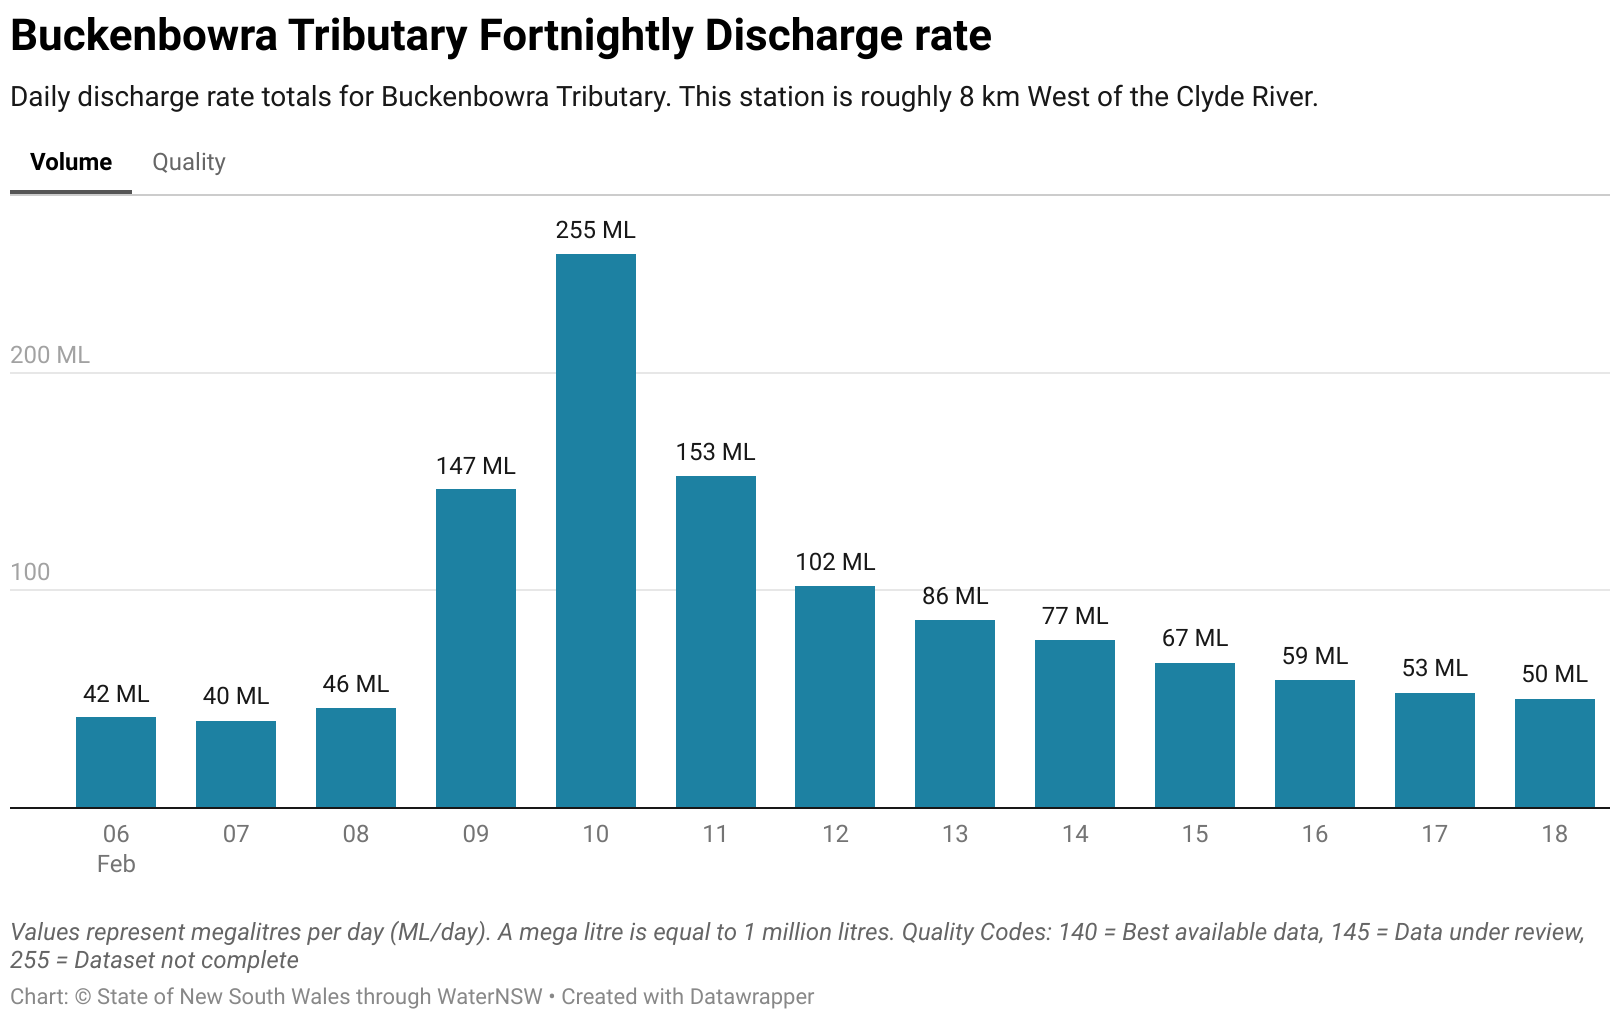 Buckenbowra Tributary Fortnightly Discharge rate
Daily discharge rate totals for Buckenbowra Tributary. This station is roughly 8 km West of the Clyde River.
Volume Quality
255 ML
200 ML
153 ML
147 ML
102 ML
100
86 ML
77 ML
67 ML
59 ML
53 ML
50 ML
46 ML
42 ML
40 ML
06 07 08 09 10 11 12 13 14 15 16 17 18
Feb
Values represent megalitres per day (ML/day). A mega litre is equal to 1 million litres. Quality Codes: 140 = Best available data, 145 = Data under review,
255 = Dataset not complete
Chart: © State of New South Wales through WaterNSW • Created with Datawrapper